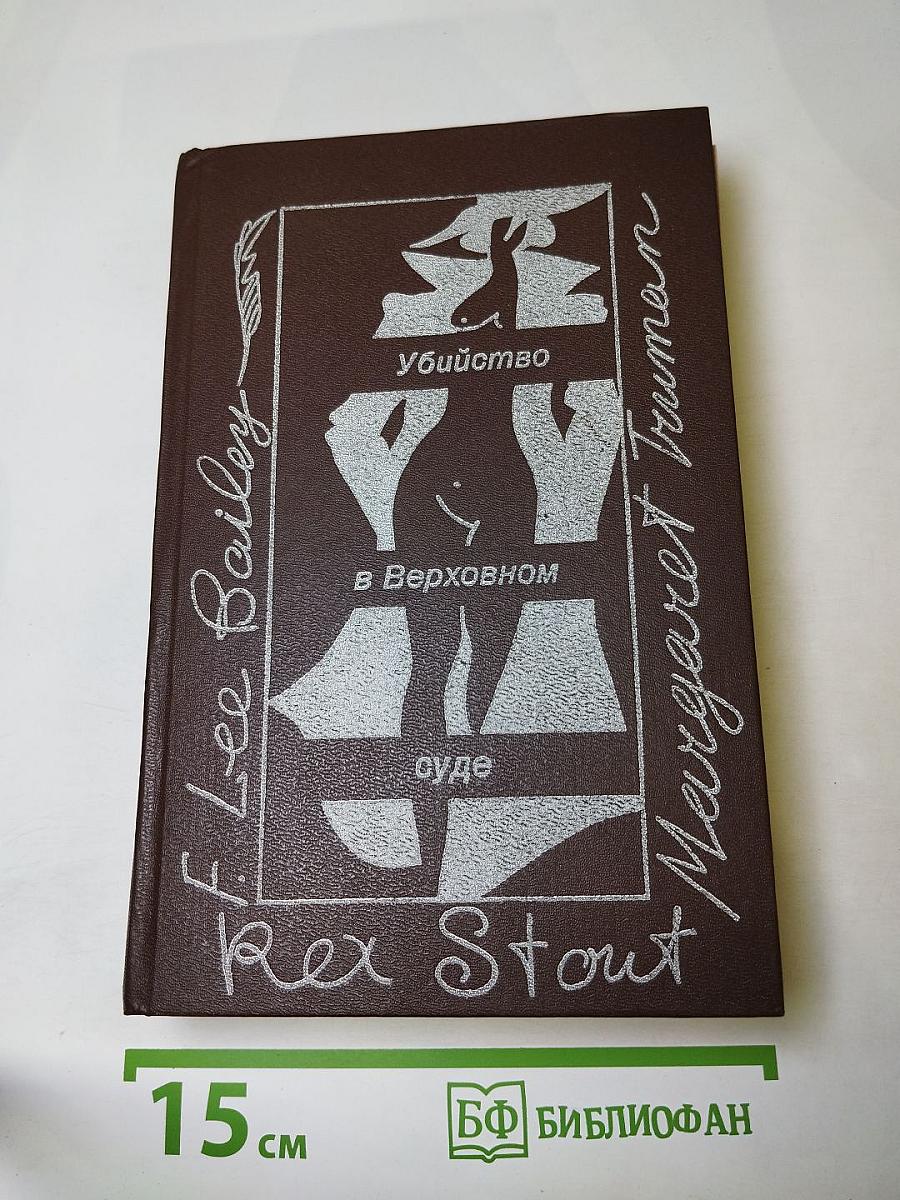 F. Lee Bailey
Убийство
в Верховном
суде
Margaret Truman
Rex Stout
15 см
БФ БИБЛИОФАН